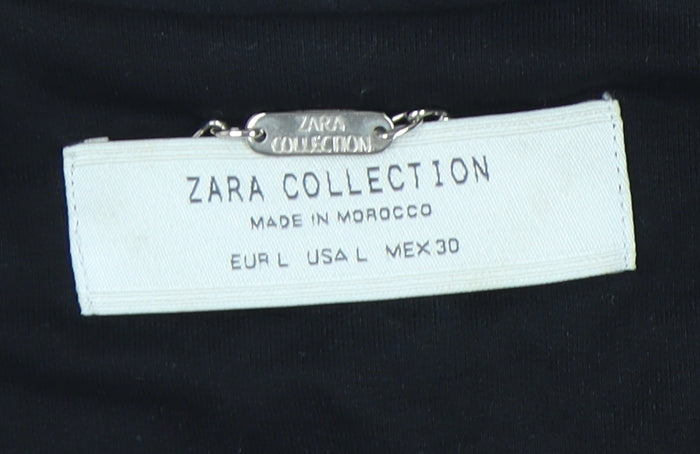 ZARA
COLLECTION
ZARA COLLECTION
MADE IN MOROCCO
EUR L USA L MEX 30